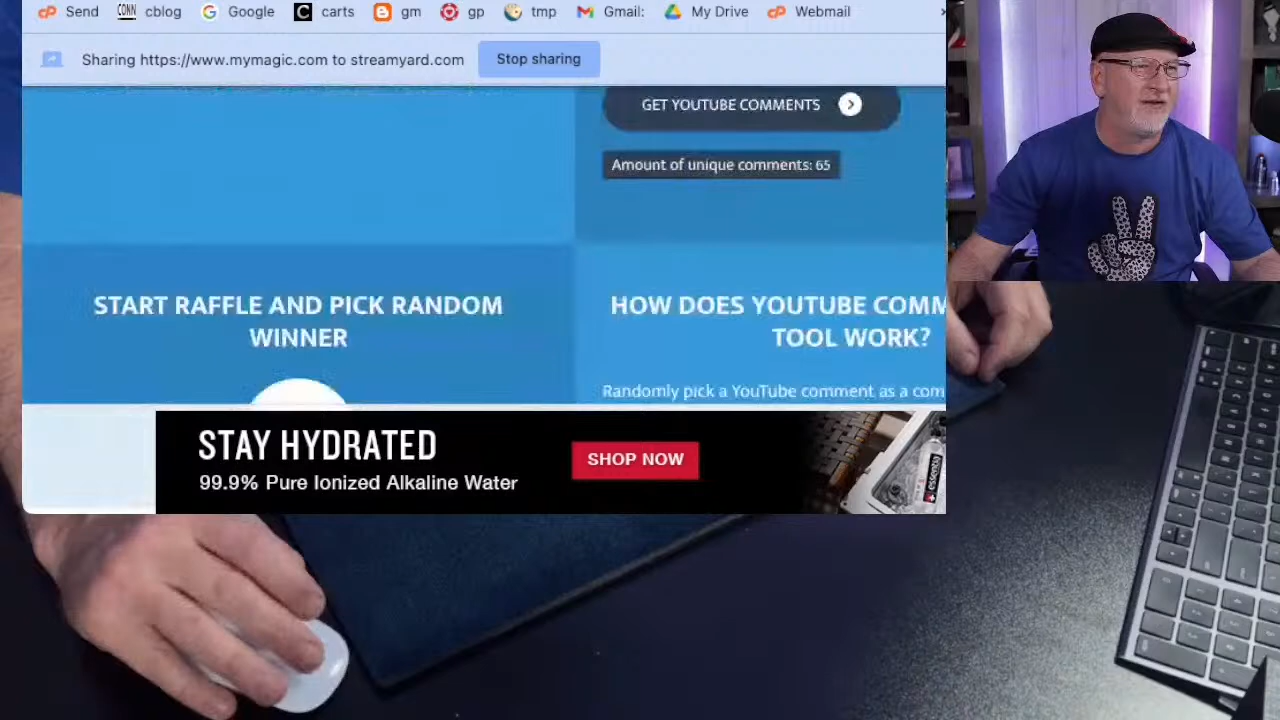 Send CONN cblog Google C carts gm gp tmp Gmail: My Drive Webmail
Sharing https://www.mymagic.com to streamyard.com Stop sharing
GET YOUTUBE COMMENTS
Amount of unique comments: 65
START RAFFLE AND PICK RANDOM
WINNER
HOW DOES YOUTUBE COMM
TOOL WORK?
Randomly pick a YouTube comment as a com
STAY HYDRATED
99.9% Pure Ionized Alkaline Water
SHOP NOW
essentia